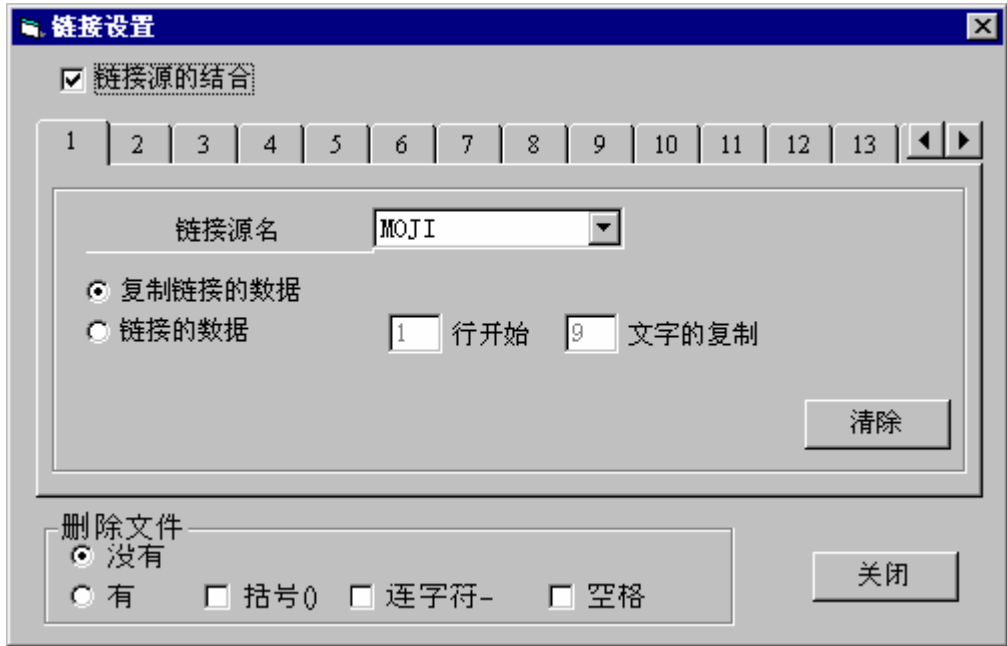 链接设置
链接源的结合
1 2 3 4 5 6 7 8 9 10 11 12 13
链接源名 MOJI
复制链接的数据
链接的数据 1 行开始 9 文字的复制
清除
删除文件
没有
有 括号() 连字符- 空格
关闭